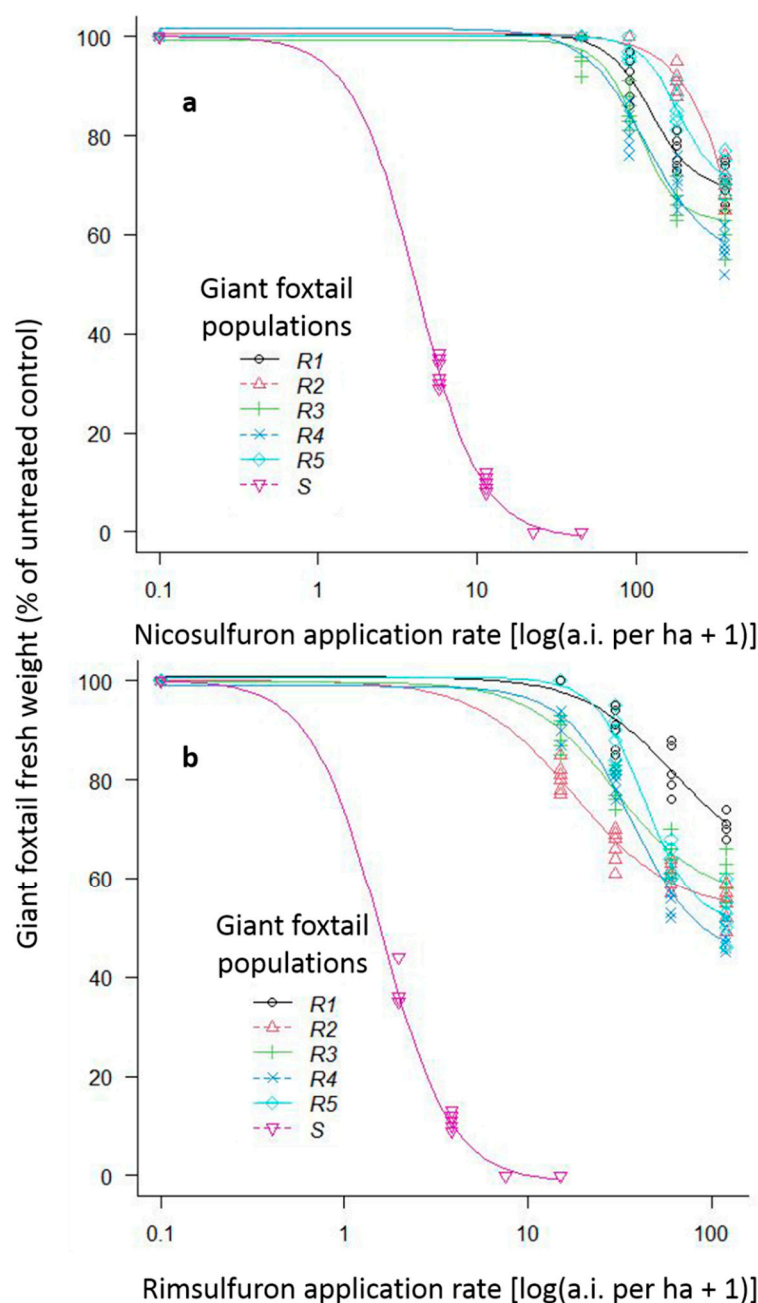 Giant foxtail fresh weight (% of untreated control)
100
80
60
40
20
0
a
Giant foxtail
populations
R1
R2
R3
R4
R5
S
0.1 1 10 100
Nicosulfuron application rate [log(a.i. per ha + 1)]
100
80
60
40
20
0
b
Giant foxtail
populations
R1
R2
R3
R4
R5
S
0.1 1 10 100
Rimsulfuron application rate [log(a.i. per ha + 1)]